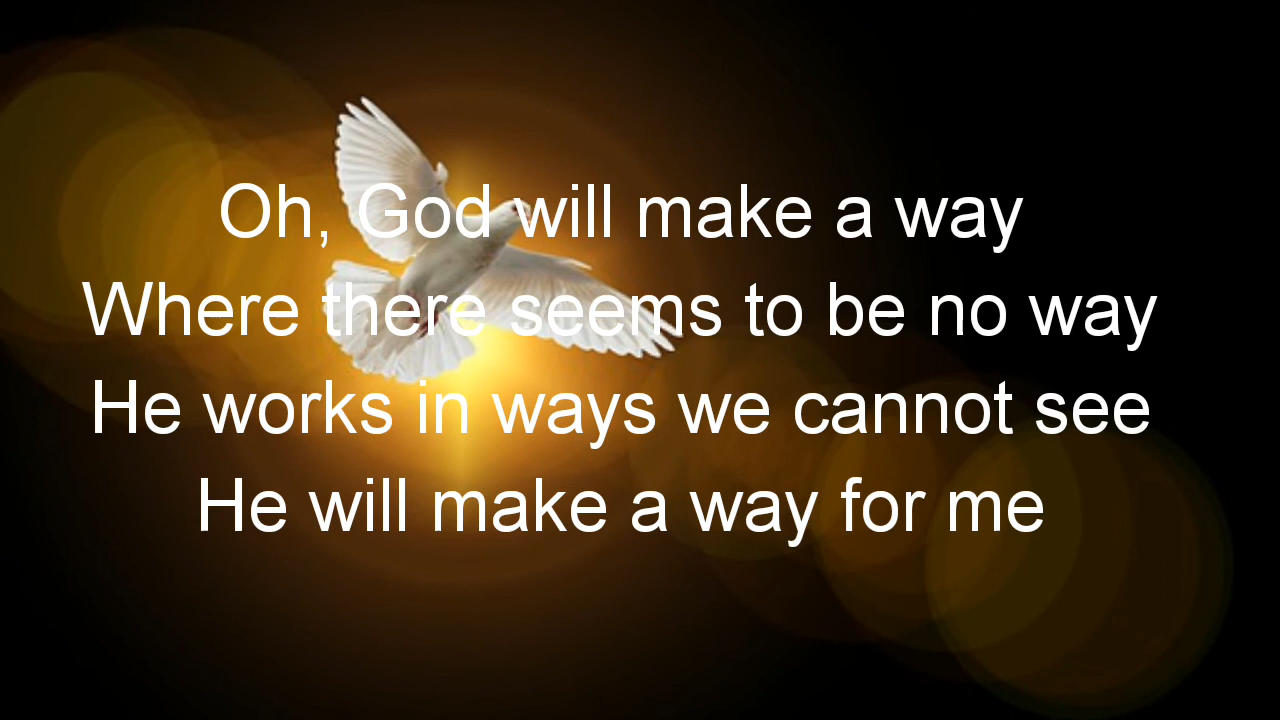 Oh, God will make a way
Where there seems to be no way
He works in ways we cannot see
He will make a way for me